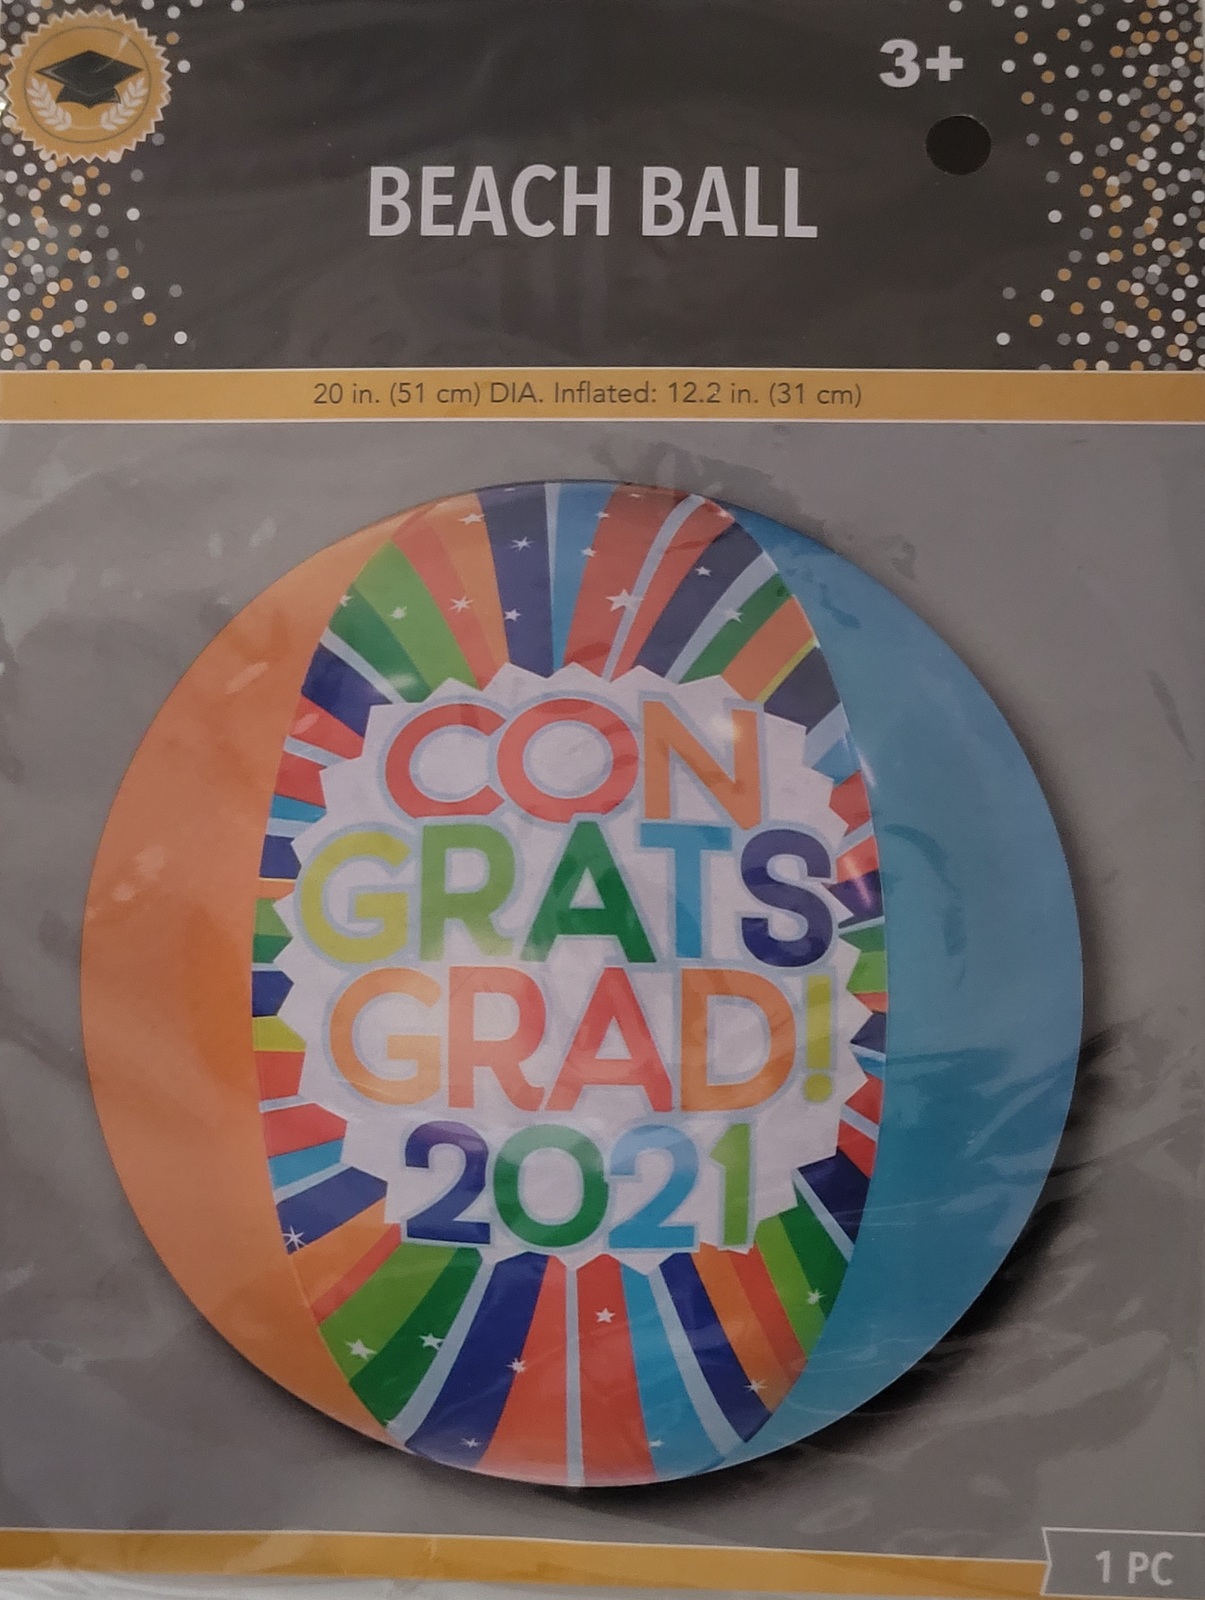 3+
BEACH BALL
20 in. (51 cm) DIA. Inflated: 12.2 in. (31 cm)
CON
GRATS
GRAD!
2021
1 PC